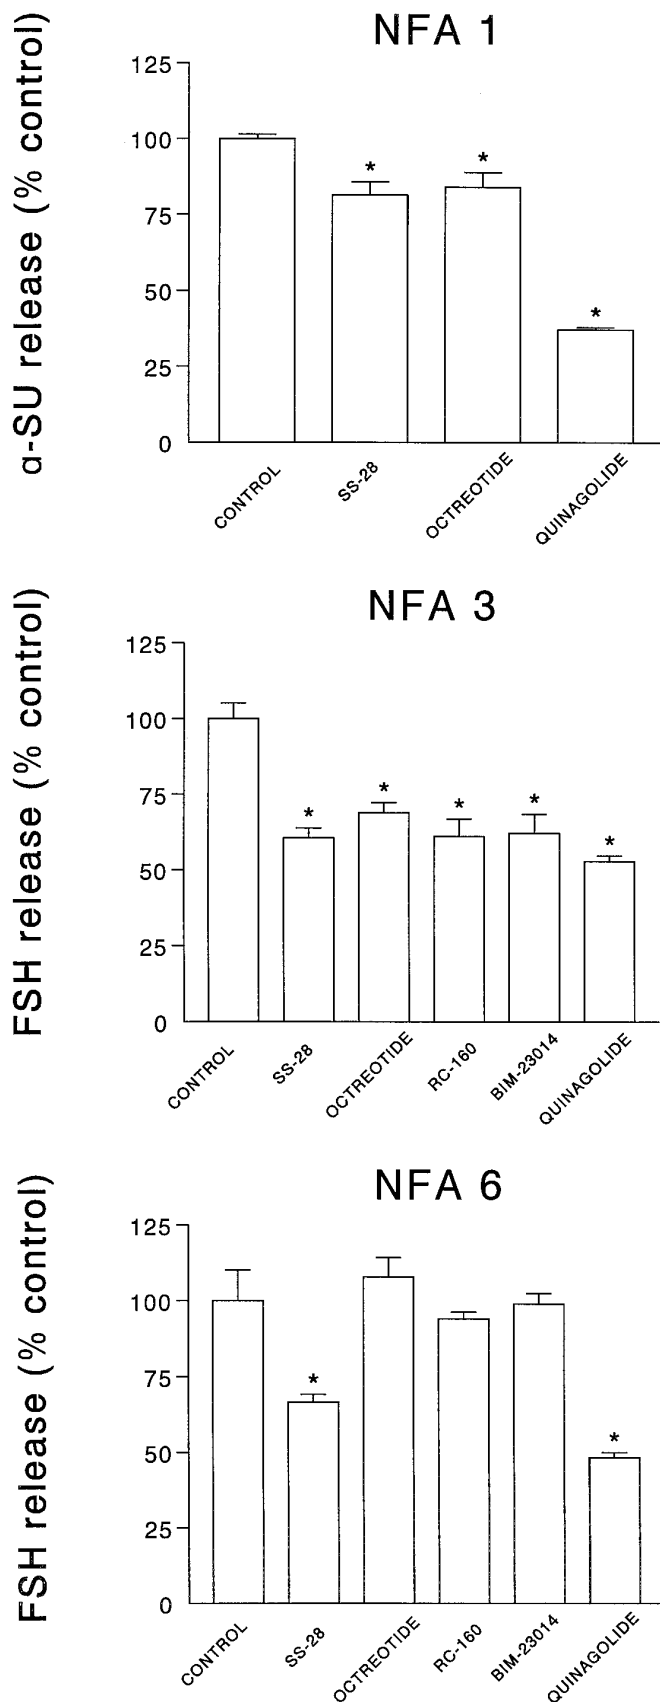 NFA 1
α-SU release (% control)
125
100
75
50
25
0
*
*
*
CONTROL
SS-28
OCTREOTIDE
QUINAGOLIDE
NFA 3
FSH release (% control)
125
100
75
50
25
0
*
*
*
*
*
CONTROL
SS-28
OCTREOTIDE
RC-160
BIM-23014
QUINAGOLIDE
NFA 6
FSH release (% control)
125
100
75
50
25
0
*
*
CONTROL
SS-28
OCTREOTIDE
RC-160
BIM-23014
QUINAGOLIDE